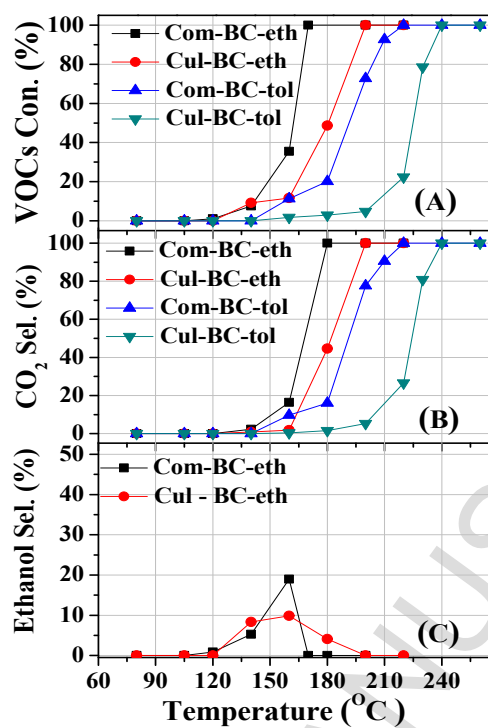 100
80
60
40
20
0
VOCs Con. (%)
Com-BC-eth
Cul-BC-eth
Com-BC-tol
Cul-BC-tol
(A)
100
80
60
40
20
0
CO2 Sel. (%)
Com-BC-eth
Cul-BC-eth
Com-BC-tol
Cul-BC-tol
(B)
50
40
30
20
10
0
Ethanol Sel. (%)
Com-BC-eth
Cul - BC-eth
(C)
60 90 120 150 180 210 240
Temperature (OC )